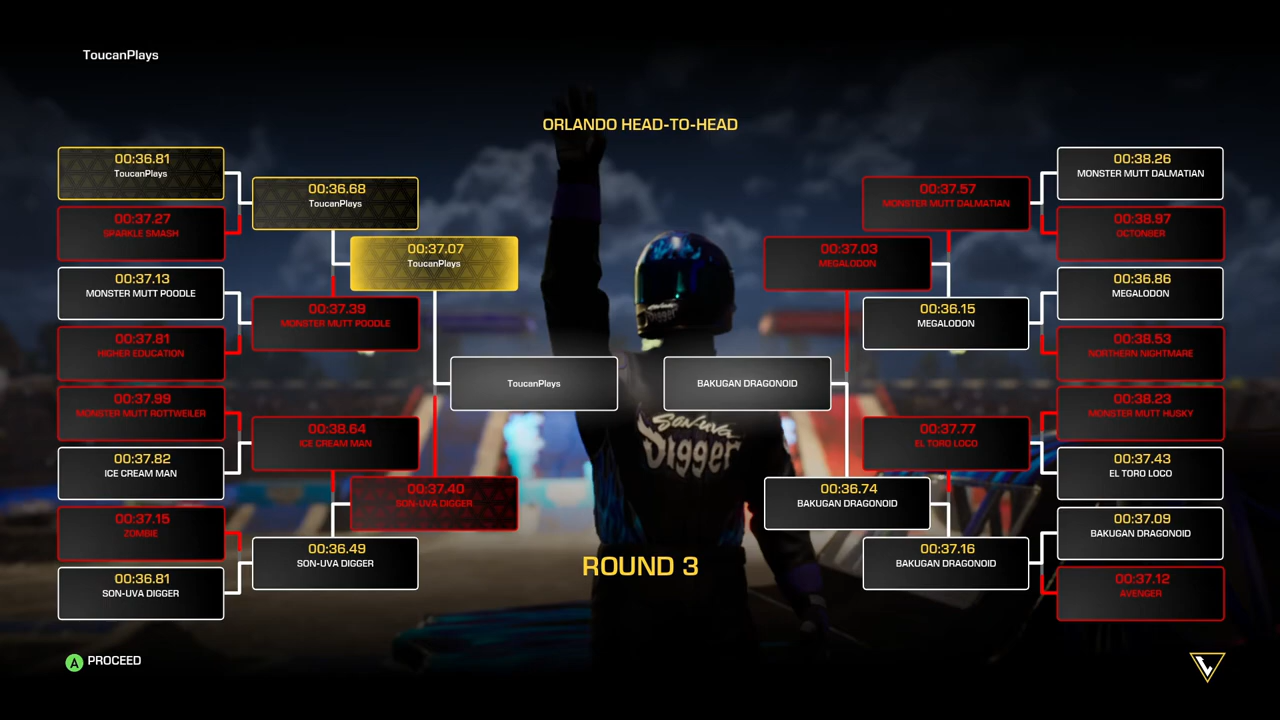 ToucanPlays
ORLANDO HEAD-TO-HEAD
00:36.81
ToucanPlays
00:37.27
SPARKLE SMASH
00:37.13
MONSTER MUTT POODLE
00:37.81
HIGHER EDUCATION
00:37.99
MONSTER MUTT ROTTWEILER
00:37.82
ICE CREAM MAN
00:37.15
ZOMBIE
00:36.81
SON-UVA DIGGER
00:36.68
ToucanPlays
00:37.39
MONSTER MUTT POODLE
00:38.64
ICE CREAM MAN
00:36.49
SON-UVA DIGGER
00:37.07
ToucanPlays
00:37.40
SON-UVA DIGGER
ToucanPlays
BAKUGAN DRAGONOID
00:37.03
MEGALODON
00:36.74
BAKUGAN DRAGONOID
00:37.57
MONSTER MUTT DALMATIAN
00:36.15
MEGALODON
00:37.77
EL TORO LOCO
00:37.16
BAKUGAN DRAGONOID
00:38.26
MONSTER MUTT DALMATIAN
00:38.97
OCTON8ER
00:36.86
MEGALODON
00:38.53
NORTHERN NIGHTMARE
00:38.23
MONSTER MUTT HUSKY
00:37.43
EL TORO LOCO
00:37.09
BAKUGAN DRAGONOID
00:37.12
AVENGER
Son-uva
Digger
ROUND 3
A PROCEED